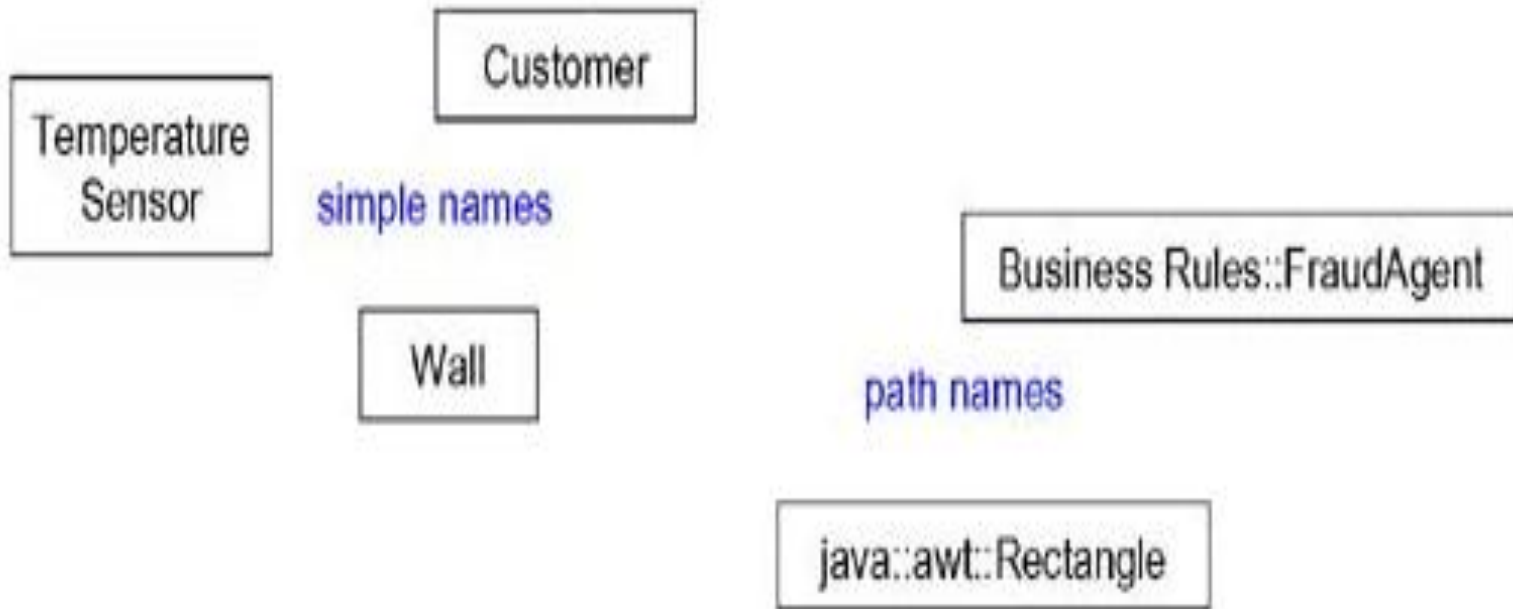 Customer
Temperature
Sensor
simple names
Business Rules::FraudAgent
Wall
path names
java::awt::Rectangle